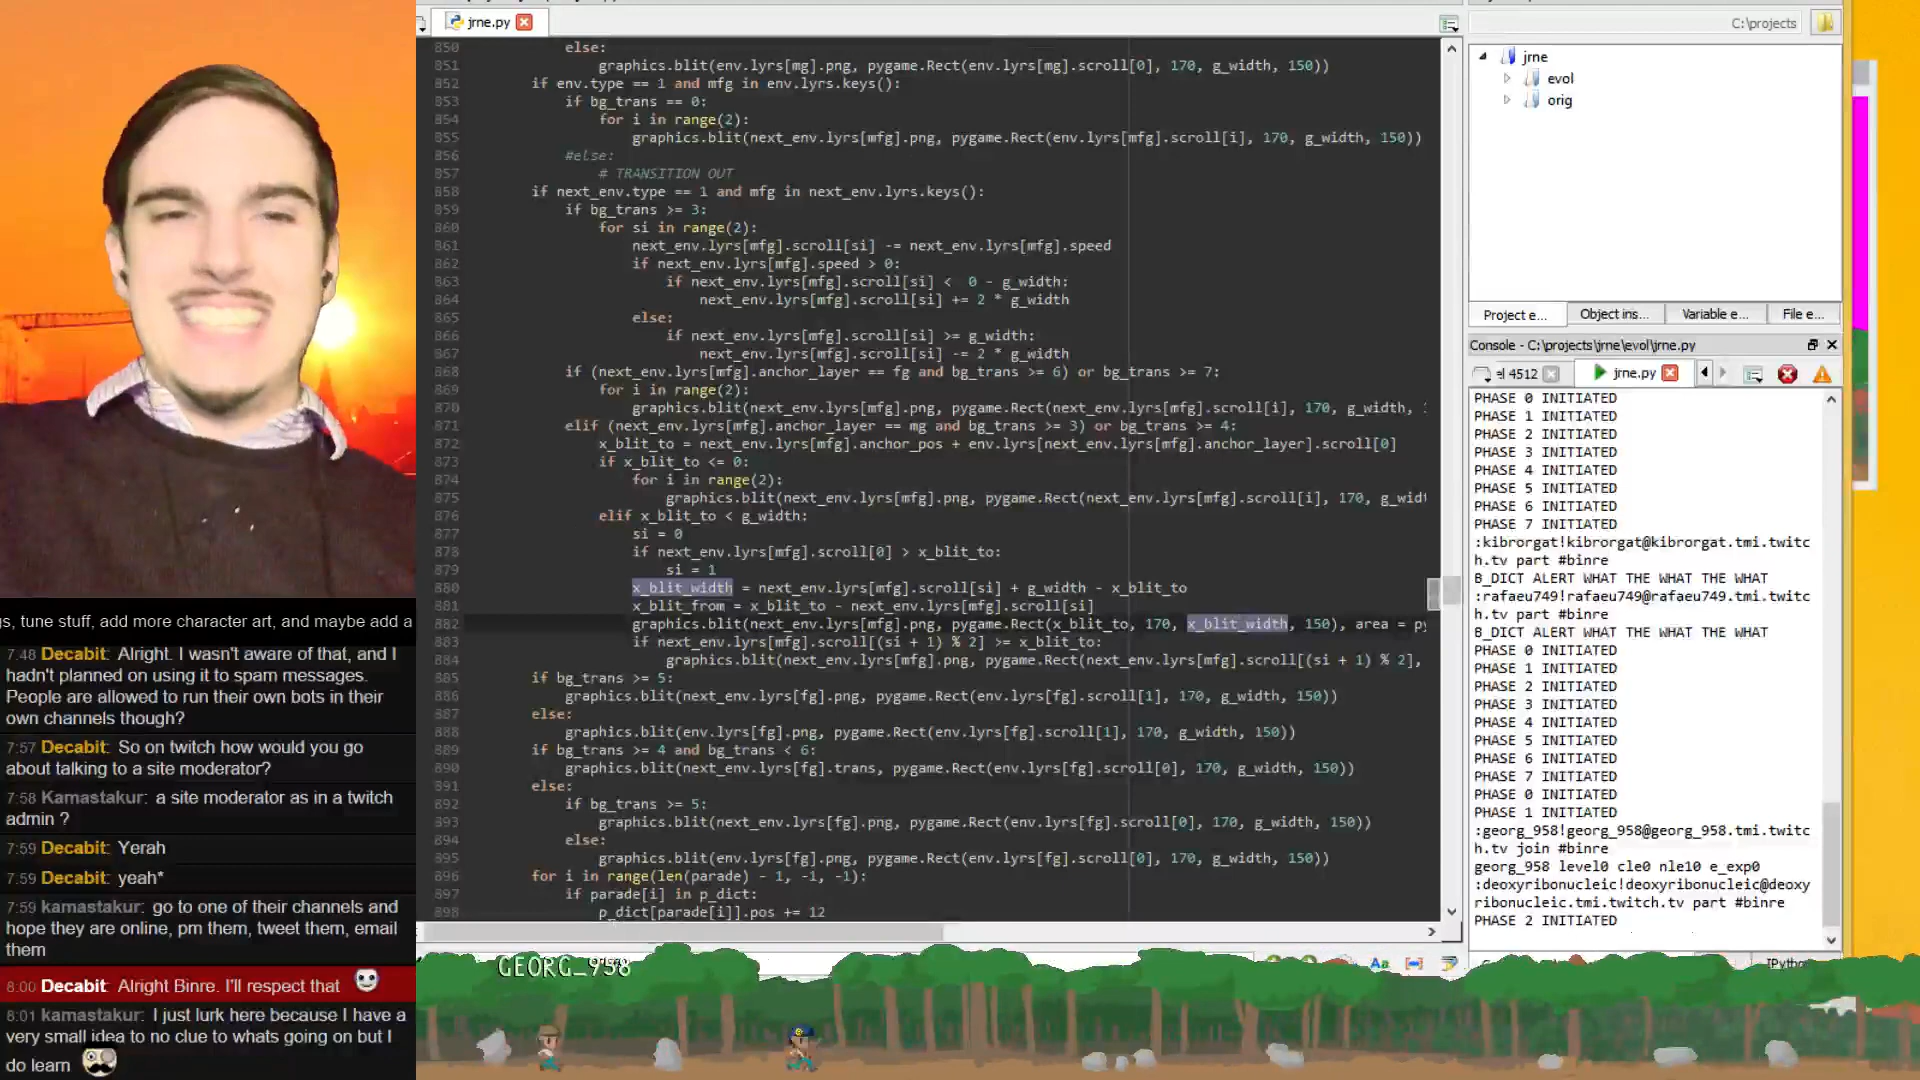 jrne.py
850 else:
851 graphics.blit(env.lyrs[mg].png, pygame.Rect(env.lyrs[mg].scroll[0], 170, g_width, 150))
852 if env.type == 1 and mfg in env.lyrs.keys():
853 if bg_trans == 0:
854 for i in range(2):
855 graphics.blit(next_env.lyrs[mfg].png, pygame.Rect(env.lyrs[mfg].scroll[i], 170, g_width, 150))
856 #else:
857 # TRANSITION OUT
858 if next_env.type == 1 and mfg in next_env.lyrs.keys():
859 if bg_trans >= 3:
860 for si in range(2):
861 next_env.lyrs[mfg].scroll[si] -= next_env.lyrs[mfg].speed
862 if next_env.lyrs[mfg].speed > 0:
863 if next_env.lyrs[mfg].scroll[si] < 0 - g_width:
864 next_env.lyrs[mfg].scroll[si] += 2 * g_width
865 else:
866 if next_env.lyrs[mfg].scroll[si] >= g_width:
867 next_env.lyrs[mfg].scroll[si] -= 2 * g_width
868 if (next_env.lyrs[mfg].anchor_layer == fg and bg_trans >= 6) or bg_trans >= 7:
869 for i in range(2):
870 graphics.blit(next_env.lyrs[mfg].png, pygame.Rect(next_env.lyrs[mfg].scroll[i], 170, g_width,
871 elif (next_env.lyrs[mfg].anchor_layer == mg and bg_trans >= 3) or bg_trans >= 4:
872 x_blit_to = next_env.lyrs[mfg].anchor_pos + env.lyrs[next_env.lyrs[mfg].anchor_layer].scroll[0]
873 if x_blit_to <= 0:
874 for i in range(2):
875 graphics.blit(next_env.lyrs[mfg].png, pygame.Rect(next_env.lyrs[mfg].scroll[i], 170, g_widt
876 elif x_blit_to < g_width:
877 si = 0
878 if next_env.lyrs[mfg].scroll[0] > x_blit_to:
879 si = 1
880 x_blit_width = next_env.lyrs[mfg].scroll[si] + g_width - x_blit_to
881 x_blit_from = x_blit_to - next_env.lyrs[mfg].scroll[si]
882 graphics.blit(next_env.lyrs[mfg].png, pygame.Rect(x_blit_to, 170, x_blit_width, 150), area = py
883 if next_env.lyrs[mfg].scroll[(si + 1) % 2] >= x_blit_to:
884 graphics.blit(next_env.lyrs[mfg].png, pygame.Rect(next_env.lyrs[mfg].scroll[(si + 1) % 2],
885 if bg_trans >= 5:
886 graphics.blit(next_env.lyrs[fg].png, pygame.Rect(next_env.lyrs[fg].scroll[1], 170, g_width, 150))
887 else:
888 graphics.blit(env.lyrs[fg].png, pygame.Rect(env.lyrs[fg].scroll[1], 170, g_width, 150))
889 if bg_trans >= 4 and bg_trans < 6:
890 graphics.blit(next_env.lyrs[fg].trans, pygame.Rect(env.lyrs[fg].scroll[0], 170, g_width, 150))
891 else:
892 if bg_trans >= 5:
893 graphics.blit(next_env.lyrs[fg].png, pygame.Rect(next_env.lyrs[fg].scroll[0], 170, g_width, 150))
894 else:
895 graphics.blit(env.lyrs[fg].png, pygame.Rect(env.lyrs[fg].scroll[0], 170, g_width, 150))
896 for i in range(len(parade) - 1, -1, -1):
897 if parade[i] in p_dict:
898 p_dict[parade[i]].pos += 12
C:\projects
jrne
evol
orig
Project e... Object ins... Variable e... File e...
Console - C:\projects\jrne\evol\jrne.py
el 4512 jrne.py
PHASE 0 INITIATED
PHASE 1 INITIATED
PHASE 2 INITIATED
PHASE 3 INITIATED
PHASE 4 INITIATED
PHASE 5 INITIATED
PHASE 6 INITIATED
PHASE 7 INITIATED
:kibrorgat!kibrorgat@kibrorgat.tmi.twitc
h.tv part #binre
B_DICT ALERT WHAT THE WHAT THE WHAT
:rafaeu749!rafaeu749@rafaeu749.tmi.twitc
h.tv part #binre
B_DICT ALERT WHAT THE WHAT THE WHAT
PHASE 0 INITIATED
PHASE 1 INITIATED
PHASE 2 INITIATED
PHASE 3 INITIATED
PHASE 4 INITIATED
PHASE 5 INITIATED
PHASE 6 INITIATED
PHASE 7 INITIATED
PHASE 0 INITIATED
PHASE 1 INITIATED
:georg_958!georg_958@georg_958.tmi.twitc
h.tv join #binre
georg_958 level0 cle0 nle10 e_exp0
:deoxyribonucleic!deoxyribonucleic@deoxy
ribonucleic.tmi.twitch.tv part #binre
PHASE 2 INITIATED
s, tune stuff, add more character art, and maybe add a
7:48 Decabit: Alright. I wasn't aware of that, and I
hadn't planned on using it to spam messages.
People are allowed to run their own bots in their
own channels though?
7:57 Decabit: So on twitch how would you go
about talking to a site moderator?
7:58 Kamastakur: a site moderator as in a twitch
admin ?
7:59 Decabit: Yerah
7:59 Decabit: yeah*
7:59 kamastakur: go to one of their channels and
hope they are online, pm them, tweet them, email
them
8:00 Decabit: Alright Binre. I'll respect that
8:01 kamastakur: I just lurk here because I have a
very small idea to no clue to whats going on but I
do learn
GEORG_958
Aa